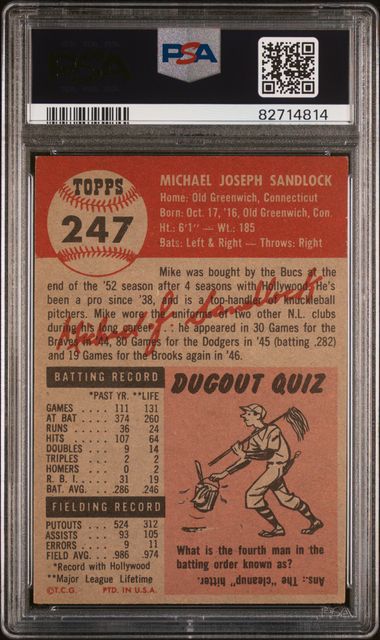 PSA
PSA
82714814
TOPPS
247
MICHAEL JOSEPH SANDLOCK
Home: Old Greenwich, Connecticut
Born: Oct. 17, '16, Old Greenwich, Con.
Ht.: 6'1" — Wt.: 185
Bats: Left & Right — Throws: Right
Mike was bought by the Bucs at the
end of the '52 season after 4 seasons with Hollywood. He's
been a pro since '38, and is a top-handler of knuckleball
pitchers. Mike wore the uniforms of two other N.L. clubs
during his long career . . . he appeared in 30 Games for the
Braves in '44, 80 Games for the Dodgers in '45 (batting .282)
and 19 Games for the Brooks again in '46.
Michael J. Sandlock
BATTING RECORD
*PAST YR. **LIFE
GAMES . . . . 111 131
AT BAT . . . . 374 260
RUNS . . . . . 36 24
HITS . . . . . 107 64
DOUBLES . . . 9 14
TRIPLES . . . . 2 2
HOMERS . . . 0 2
R. B. I. . . . . . 31 19
BAT. AVG. . . . .286 .246
FIELDING RECORD
PUTOUTS . . . 524 312
ASSISTS . . . . 93 105
ERRORS . . . . 9 11
FIELD AVG. . . .986 .974
*Record with Hollywood
**Major League Lifetime
©T.C.G. PTD. IN U.S.A.
DUGOUT QUIZ
What is the fourth man in the
batting order known as?
Ans.: The "cleanup" hitter.
PSA